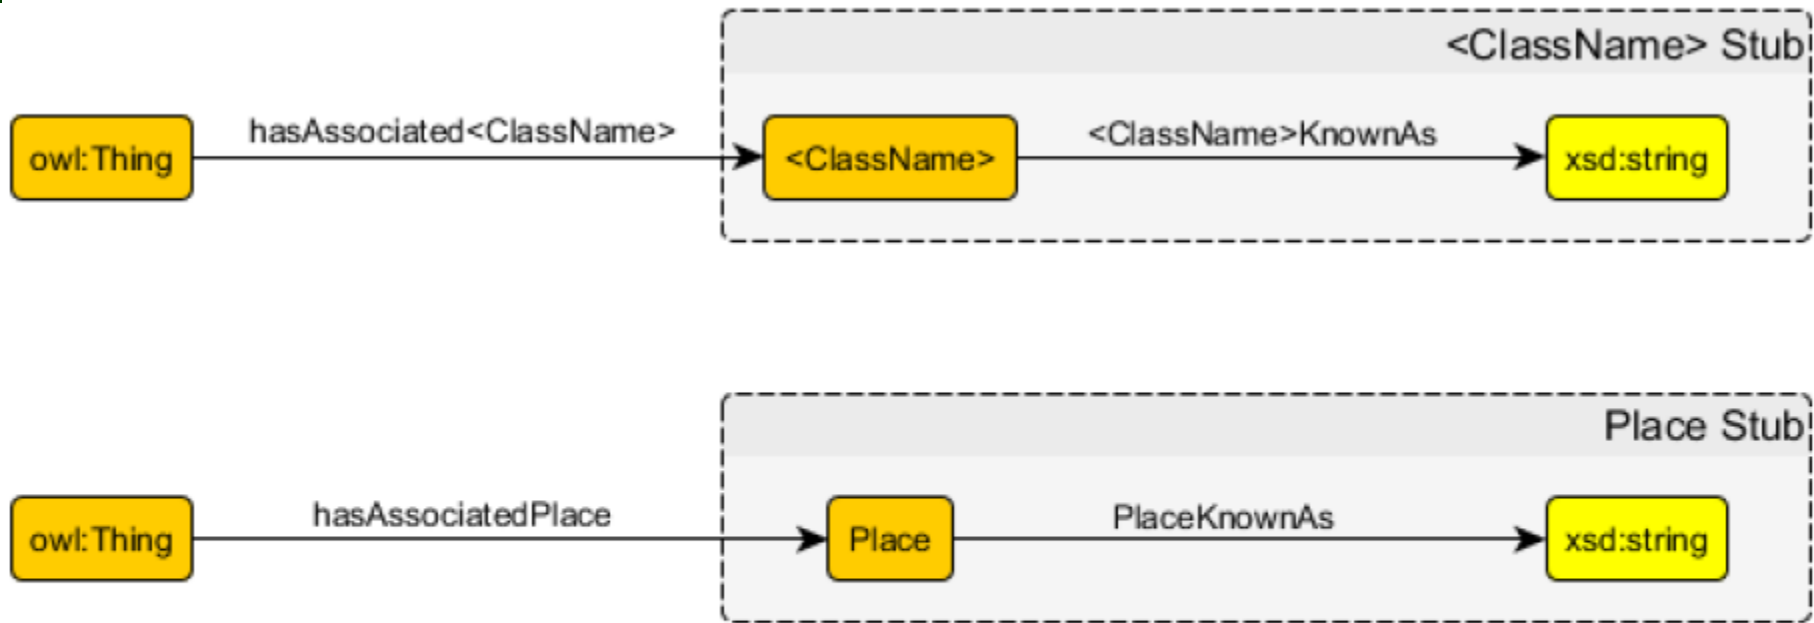 <ClassName> Stub
owl:Thing
hasAssociated<ClassName>
<ClassName>
<ClassName>KnownAs
xsd:string
Place Stub
owl:Thing
hasAssociatedPlace
Place
PlaceKnownAs
xsd:string